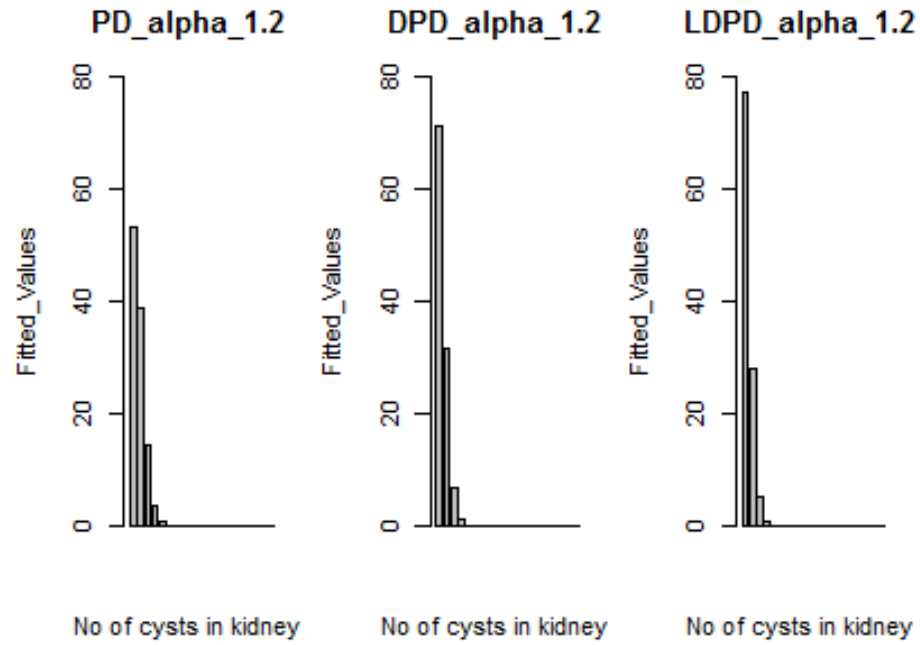 PD_alpha_1.2
80
60
40
20
0
Fitted_Values
No of cysts in kidney
DPD_alpha_1.2
80
60
40
20
0
Fitted_Values
No of cysts in kidney
LDPD_alpha_1.2
80
60
40
20
0
Fitted_Values
No of cysts in kidney